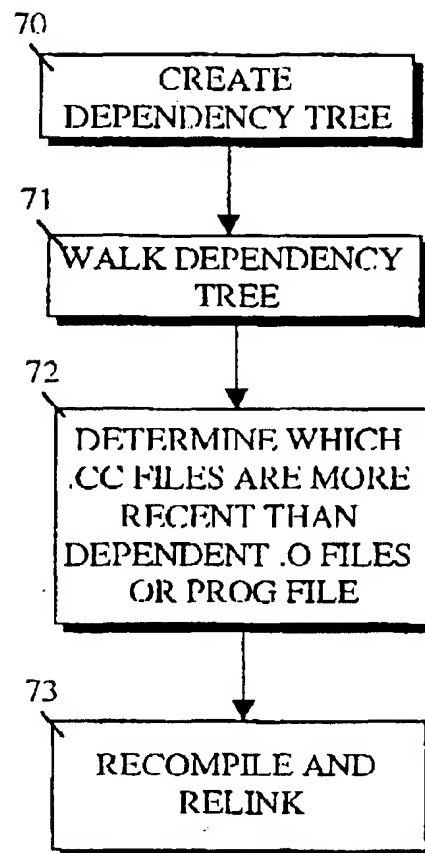 70
CREATE
DEPENDENCY TREE
71
WALK DEPENDENCY
TREE
72
DETERMINE WHICH
.CC FILES ARE MORE
RECENT THAN
DEPENDENT .O FILES
OR PROG FILE
73
RECOMPILE AND
RELINK